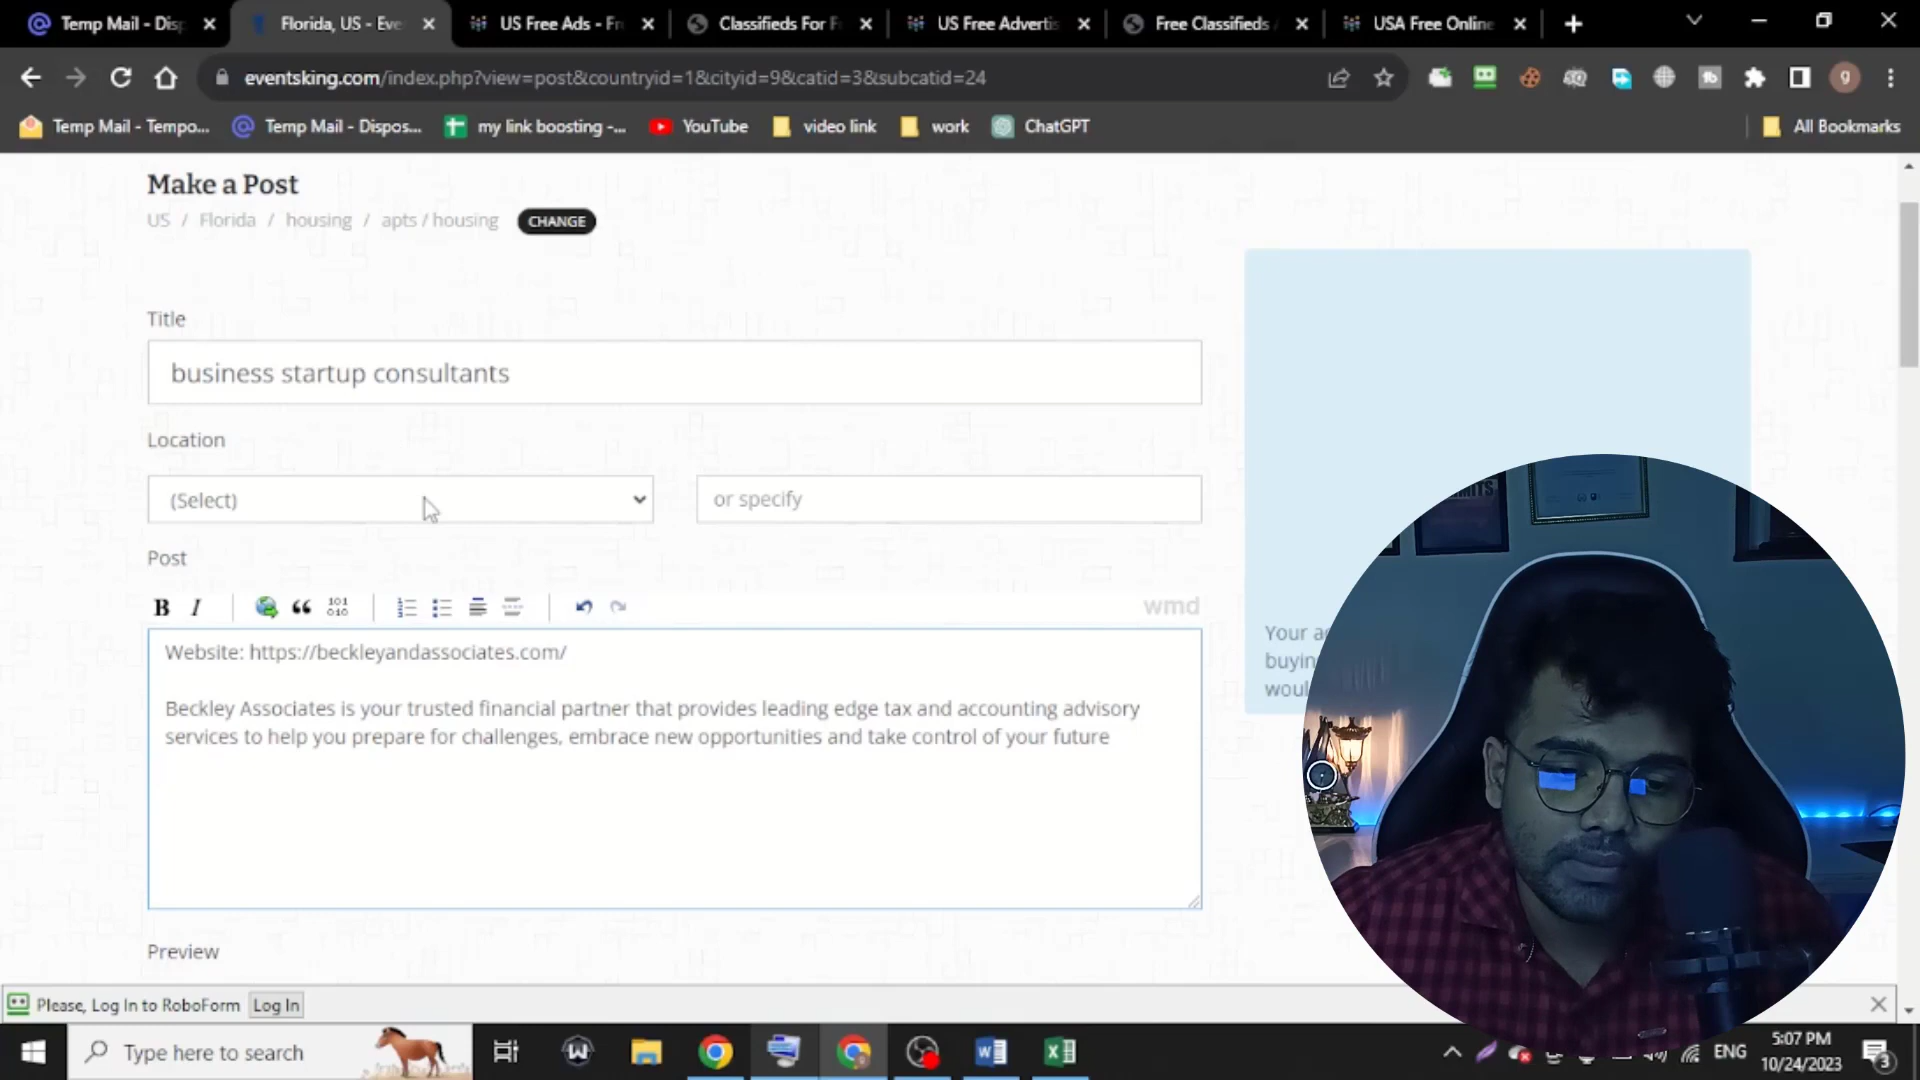 Temp Mail - Dis
Florida, US - Eve
US Free Ads - Fr
Classifieds For F
US Free Advertis
Free Classifieds
USA Free Online
eventsking.com/index.php?view=post&countryid=1&cityid=9&catid=3&subcatid=24
g
Temp Mail - Tempo...
Temp Mail - Dispos...
my link boosting -...
YouTube
video link
work
ChatGPT
All Bookmarks
Make a Post
US / Florida / housing / apts / housing CHANGE
Title
business startup consultants
Location
(Select)
or specify
Post
B I
101
010
wmd
Website: https://beckleyandassociates.com/
Beckley Associates is your trusted financial partner that provides leading edge tax and accounting advisory
services to help you prepare for challenges, embrace new opportunities and take control of your future
Your a
buyin
woul
Preview
Please, Log In to RoboForm Log In
Type here to search
ENG
5:07 PM
10/24/2023
3